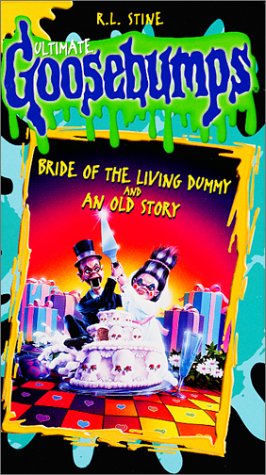 R.L. STINE
ULTIMATE
Goosebumps
BRIDE OF THE LIVING DUMMY
AND
AN OLD STORY